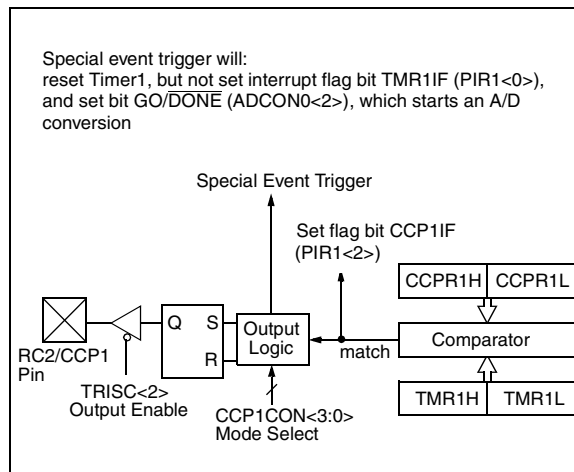 Special event trigger will:
reset Timer1, but not set interrupt flag bit TMR1IF (PIR1<0>),
and set bit GO/DONE (ADCON0<2>), which starts an A/D
conversion
Special Event Trigger
Set flag bit CCP1IF
(PIR1<2>)
CCPR1H CCPR1L
Q S
R
Output
Logic
match
Comparator
RC2/CCP1
Pin
TRISC<2>
Output Enable
CCP1CON<3:0>
Mode Select
TMR1H TMR1L